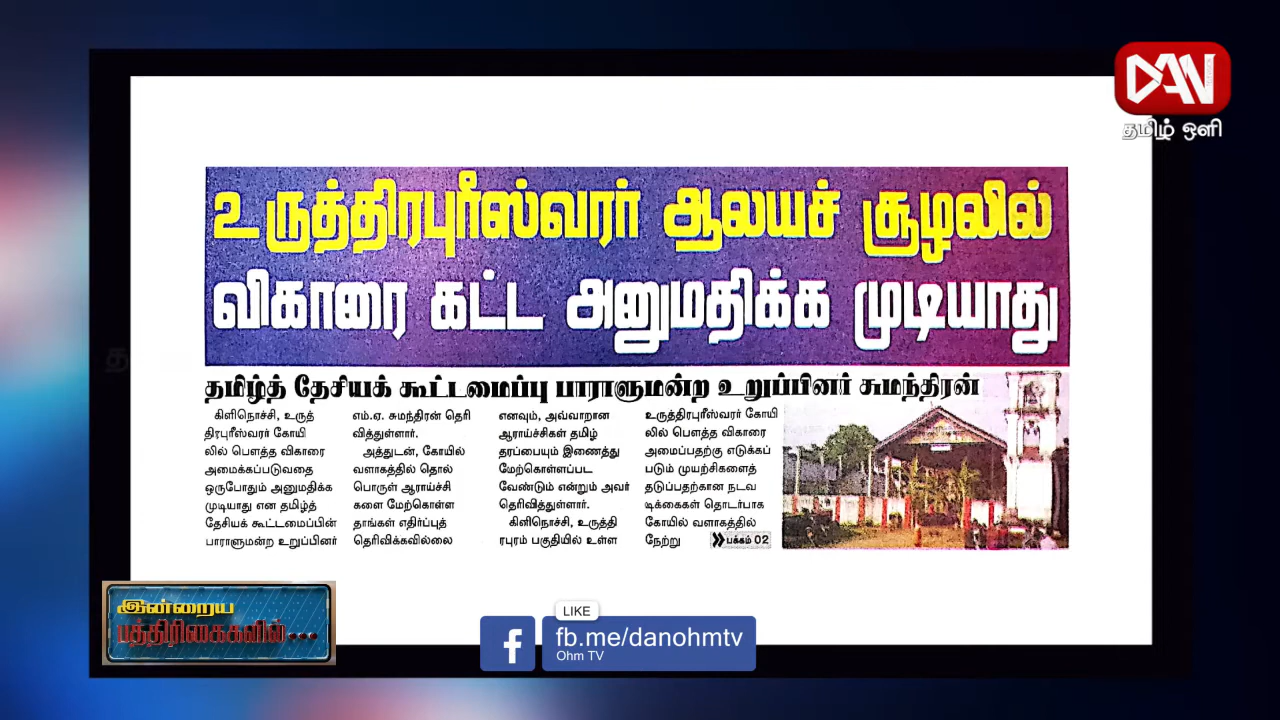 DAN
தமிழ் ஒளி
உருத்திரபுரீஸ்வரர் ஆலயச் சூழலில்
விகாரை கட்ட அனுமதிக்க முடியாது
தமிழ்த் தேசியக் கூட்டமைப்பு பாராளுமன்ற உறுப்பினர் சுமந்திரன்
கிளிநொச்சி, உருத்
திரபுரீஸ்வரர் கோயி
லில் பௌத்த விகாரை
அமைக்கப்படுவதை
ஒருபோதும் அனுமதிக்க
முடியாது என தமிழ்த்
தேசியக் கூட்டமைப்பின்
பாராளுமன்ற உறுப்பினர்
எம்.ஏ. சுமந்திரன் தெரி
வித்துள்ளார்.
அத்துடன், கோயில்
வளாகத்தில் தொல்
பொருள் ஆராய்ச்சி
களை மேற்கொள்ள
தாங்கள் எதிர்ப்புத்
தெரிவிக்கவில்லை
எனவும், அவ்வாறான
ஆராய்ச்சிகள் தமிழ்
தரப்பையும் இணைத்து
மேற்கொள்ளப்பட
வேண்டும் என்றும் அவர்
தெரிவித்துள்ளார்.
கிளிநொச்சி, உருத்தி
ரபுரம் பகுதியில் உள்ள
உருத்திரபுரீஸ்வரர் கோயி
லில் பௌத்த விகாரை
அமைப்பதற்கு எடுக்கப்
படும் முயற்சிகளைத்
தடுப்பதற்கான நடவ
டிக்கைகள் தொடர்பாக
கோயில் வளாகத்தில்
நேற்று
பக்கம் 02
இன்றைய
பத்திரிகைகளில்...
LIKE
fb.me/danohmtv
Ohm TV